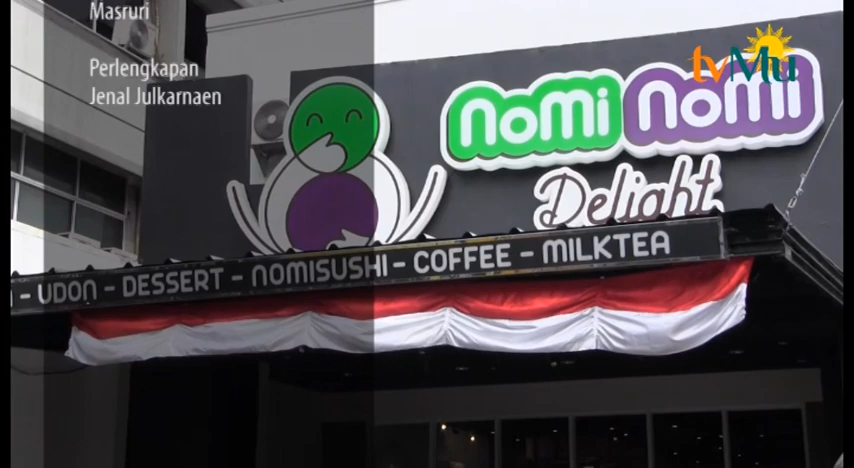 Masruri
Perlengkapan
Jenal Julkarnaen
tvMu
nomi nomi
Delight
- UDON - DESSERT - NOMISUSHI - COFFEE - MILKTEA